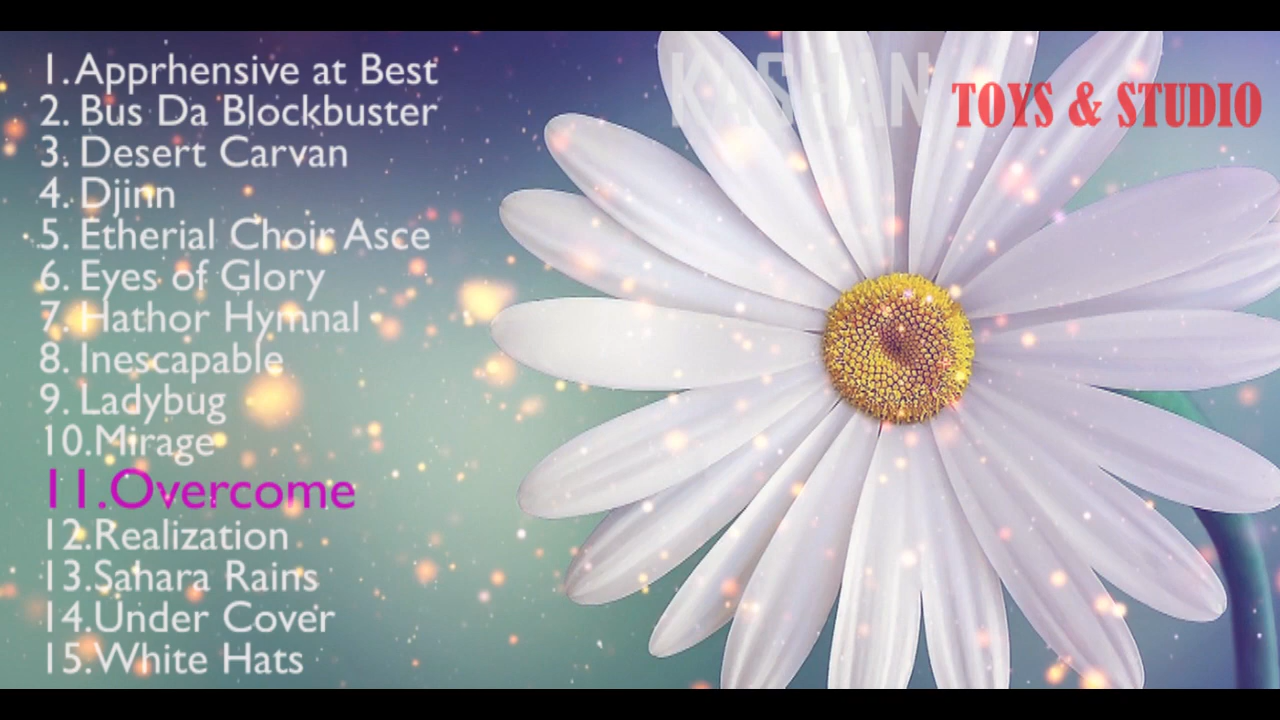 KASHAN
TOYS & STUDIO
1. Apprhensive at Best
2. Bus Da Blockbuster
3. Desert Carvan
4. Djinn
5. Etherial Choir Asce
6. Eyes of Glory
7. Hathor Hymnal
8. Inescapable
9. Ladybug
10.Mirage
11.Overcome
12.Realization
13.Sahara Rains
14.Under Cover
15.White Hats